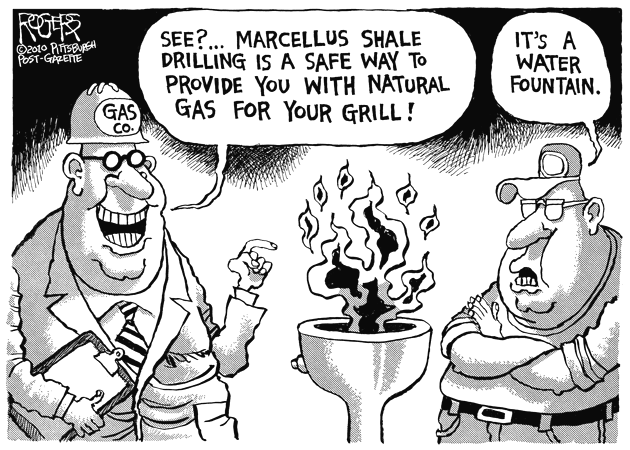 ROGERS
©2010 PITTSBURGH
POST-GAZETTE
SEE?... MARCELLUS SHALE
DRILLING IS A SAFE WAY TO
PROVIDE YOU WITH NATURAL
GAS FOR YOUR GRILL!
IT'S A
WATER
FOUNTAIN.
GAS
CO.